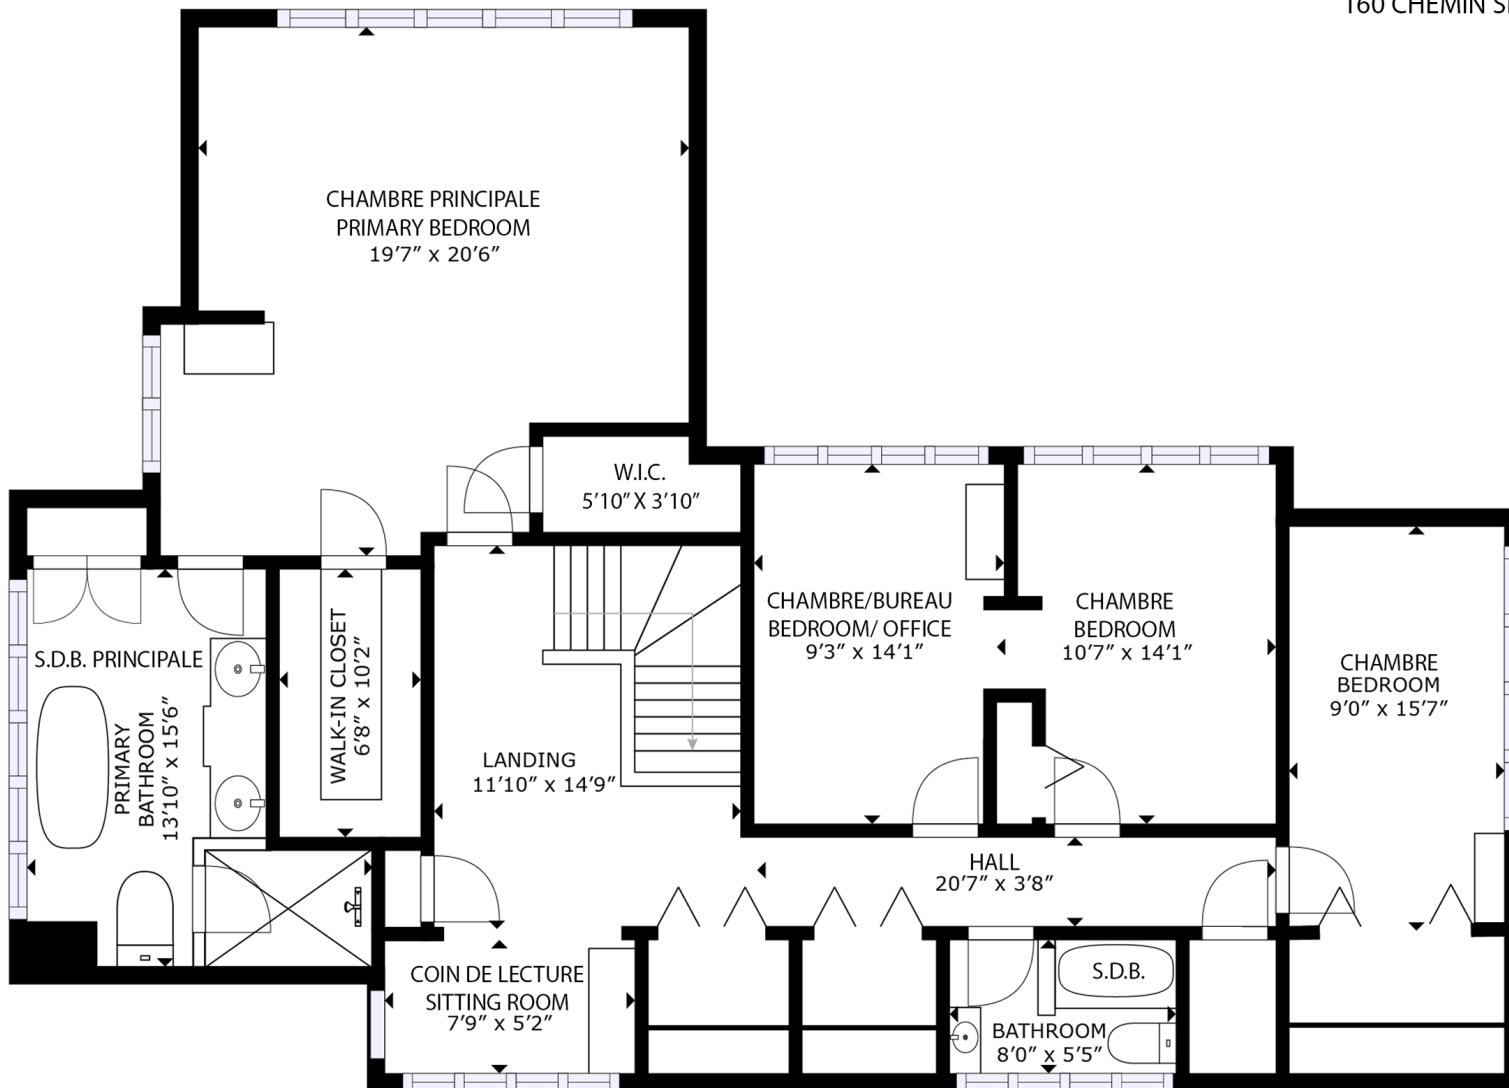 160 CHEMIN
CHAMBRE PRINCIPALE
PRIMARY BEDROOM
19'7" x 20'6"
W.I.C.
5'10" X 3'10"
CHAMBRE/BUREAU
BEDROOM/ OFFICE
9'3" x 14'1"
CHAMBRE
BEDROOM
10'7" x 14'1"
CHAMBRE
BEDROOM
9'0" x 15'7"
S.D.B. PRINCIPALE
PRIMARY
BATHROOM
13'10" x 15'6"
WALK-IN CLOSET
6'8" x 10'2"
LANDING
11'10" x 14'9"
HALL
20'7" x 3'8"
COIN DE LECTURE
SITTING ROOM
7'9" x 5'2"
S.D.B.
BATHROOM
8'0" x 5'5"